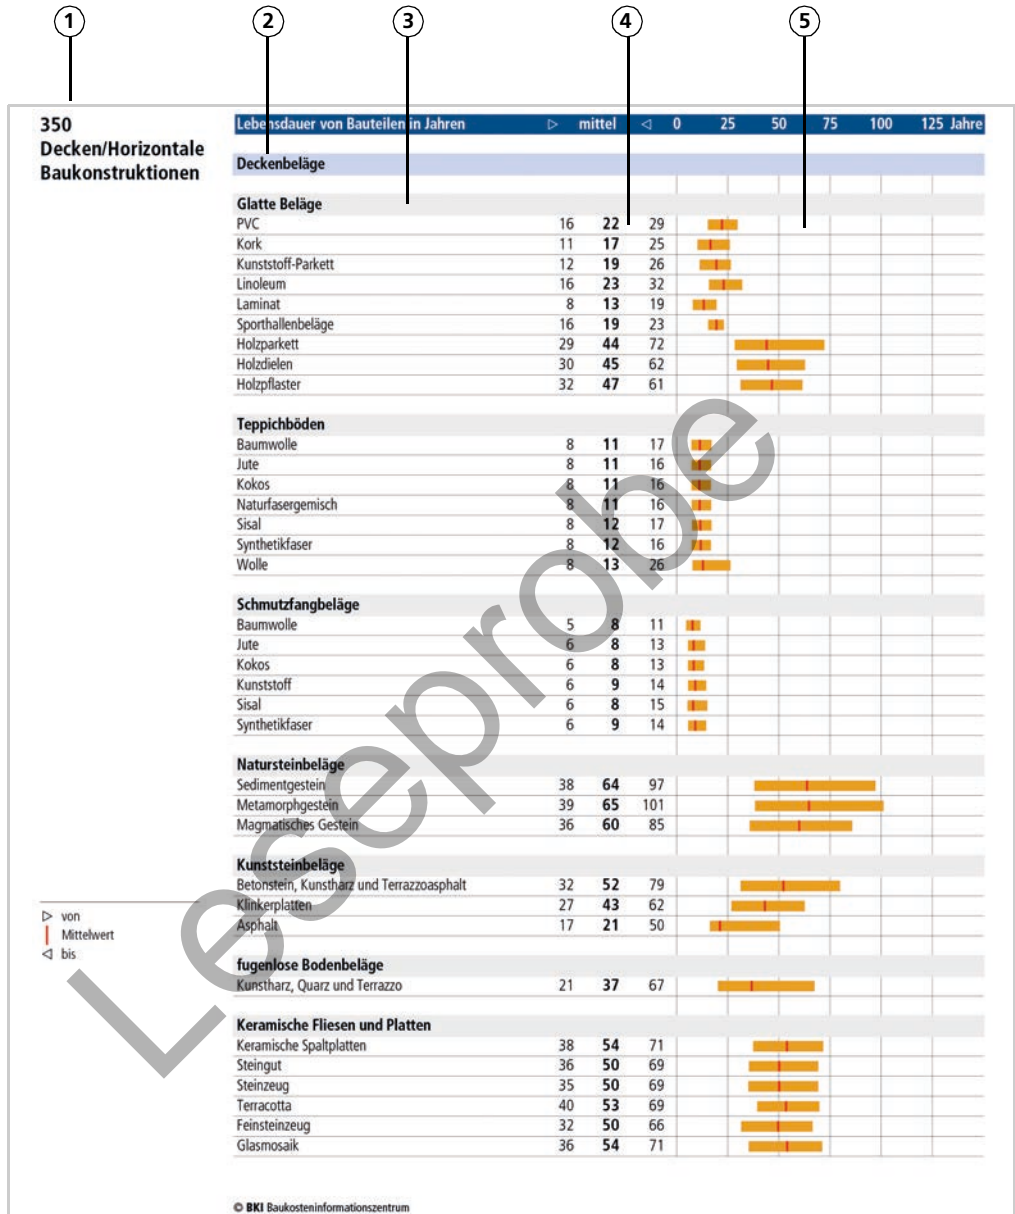 1 2 3 4 5
350
Decken/Horizontale
Baukonstruktionen
Lebensdauer von Bauteilen in Jahren ▷ mittel ◁ 0 25 50 75 100 125 Jahre
Deckenbeläge
Glatte Beläge
PVC 16 22 29
Kork 11 17 25
Kunststoff-Parkett 12 19 26
Linoleum 16 23 32
Laminat 8 13 19
Sporthallenbeläge 16 19 23
Holzparkett 29 44 72
Holzdielen 30 45 62
Holzpflaster 32 47 61
Teppichböden
Baumwolle 8 11 17
Jute 8 11 16
Kokos 8 11 16
Naturfasergemisch 8 11 16
Sisal 8 12 17
Synthetikfaser 8 12 16
Wolle 8 13 26
Schmutzfangbeläge
Baumwolle 5 8 11
Jute 6 8 13
Kokos 6 8 13
Kunststoff 6 9 14
Sisal 6 8 15
Synthetikfaser 6 9 14
Natursteinbeläge
Sedimentgestein 38 64 97
Metamorphgestein 39 65 101
Magmatisches Gestein 36 60 85
Kunststeinbeläge
Betonstein, Kunstharz und Terrazzoasphalt 32 52 79
Klinkerplatten 27 43 62
Asphalt 17 21 50
fugenlose Bodenbeläge
Kunstharz, Quarz und Terrazzo 21 37 67
Keramische Fliesen und Platten
Keramische Spaltplatten 38 54 71
Steingut 36 50 69
Steinzeug 35 50 69
Terracotta 40 53 69
Feinsteinzeug 32 50 66
Glasmosaik 36 54 71
▷ von
| Mittelwert
◁ bis
© BKI Baukosteninformationszentrum
Leseprobe